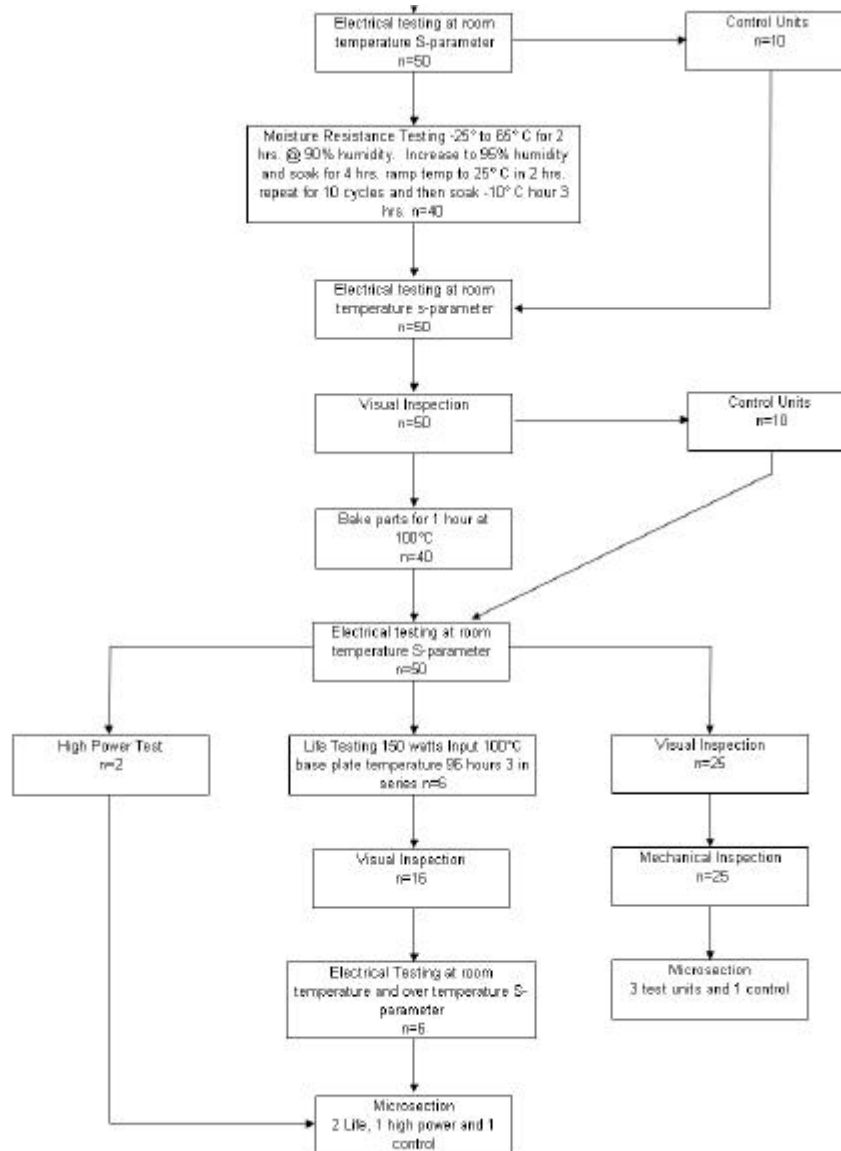 Electrical testing at room
temperature S-parameter
n=50
Control Units
n=10
Moisture Resistance Testing -25° to 65° C for 2
hrs. @ 90% humidity. Increase to 95% humidity
and soak for 4 hrs. ramp temp to 25° C in 2 hrs.
repeat for 10 cycles and then soak -10° C hour 3
hrs. n=40
Electrical testing at room
temperature s-parameter
n=50
Visual Inspection
n=50
Control Units
n=10
Bake parts for 1 hour at
100°C
n=40
Electrical testing at room
temperature S-parameter
n=50
High Power Test
n=2
Life Testing 150 watts Input 100°C
base plate temperature 96 hours 3 in
series n=6
Visual Inspection
n=25
Visual Inspection
n=16
Mechanical Inspection
n=25
Electrical Testing at room
temperature and over temperature S-
parameter
n=6
Microsection
3 test units and 1 control
Microsection
2 Life, 1 high power and 1
control